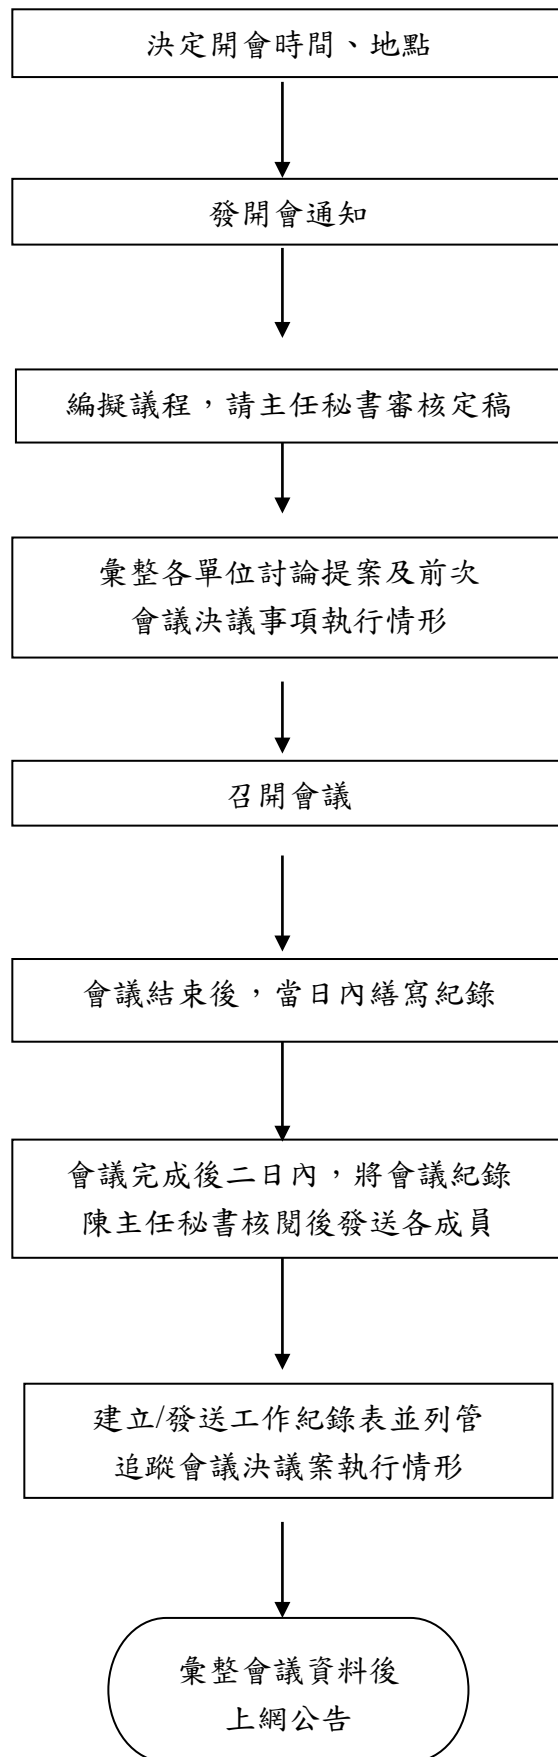 決定開會時間、地點
發開會通知
編擬議程，請主任秘書審核定稿
彙整各單位討論提案及前次
會議決議事項執行情形
召開會議
會議結束後，當日內繕寫紀錄
會議完成後二日內，將會議紀錄
陳主任秘書核閱後發送各成員
建立/發送工作紀錄表並列管
追蹤會議決議案執行情形
彙整會議資料後
上網公告